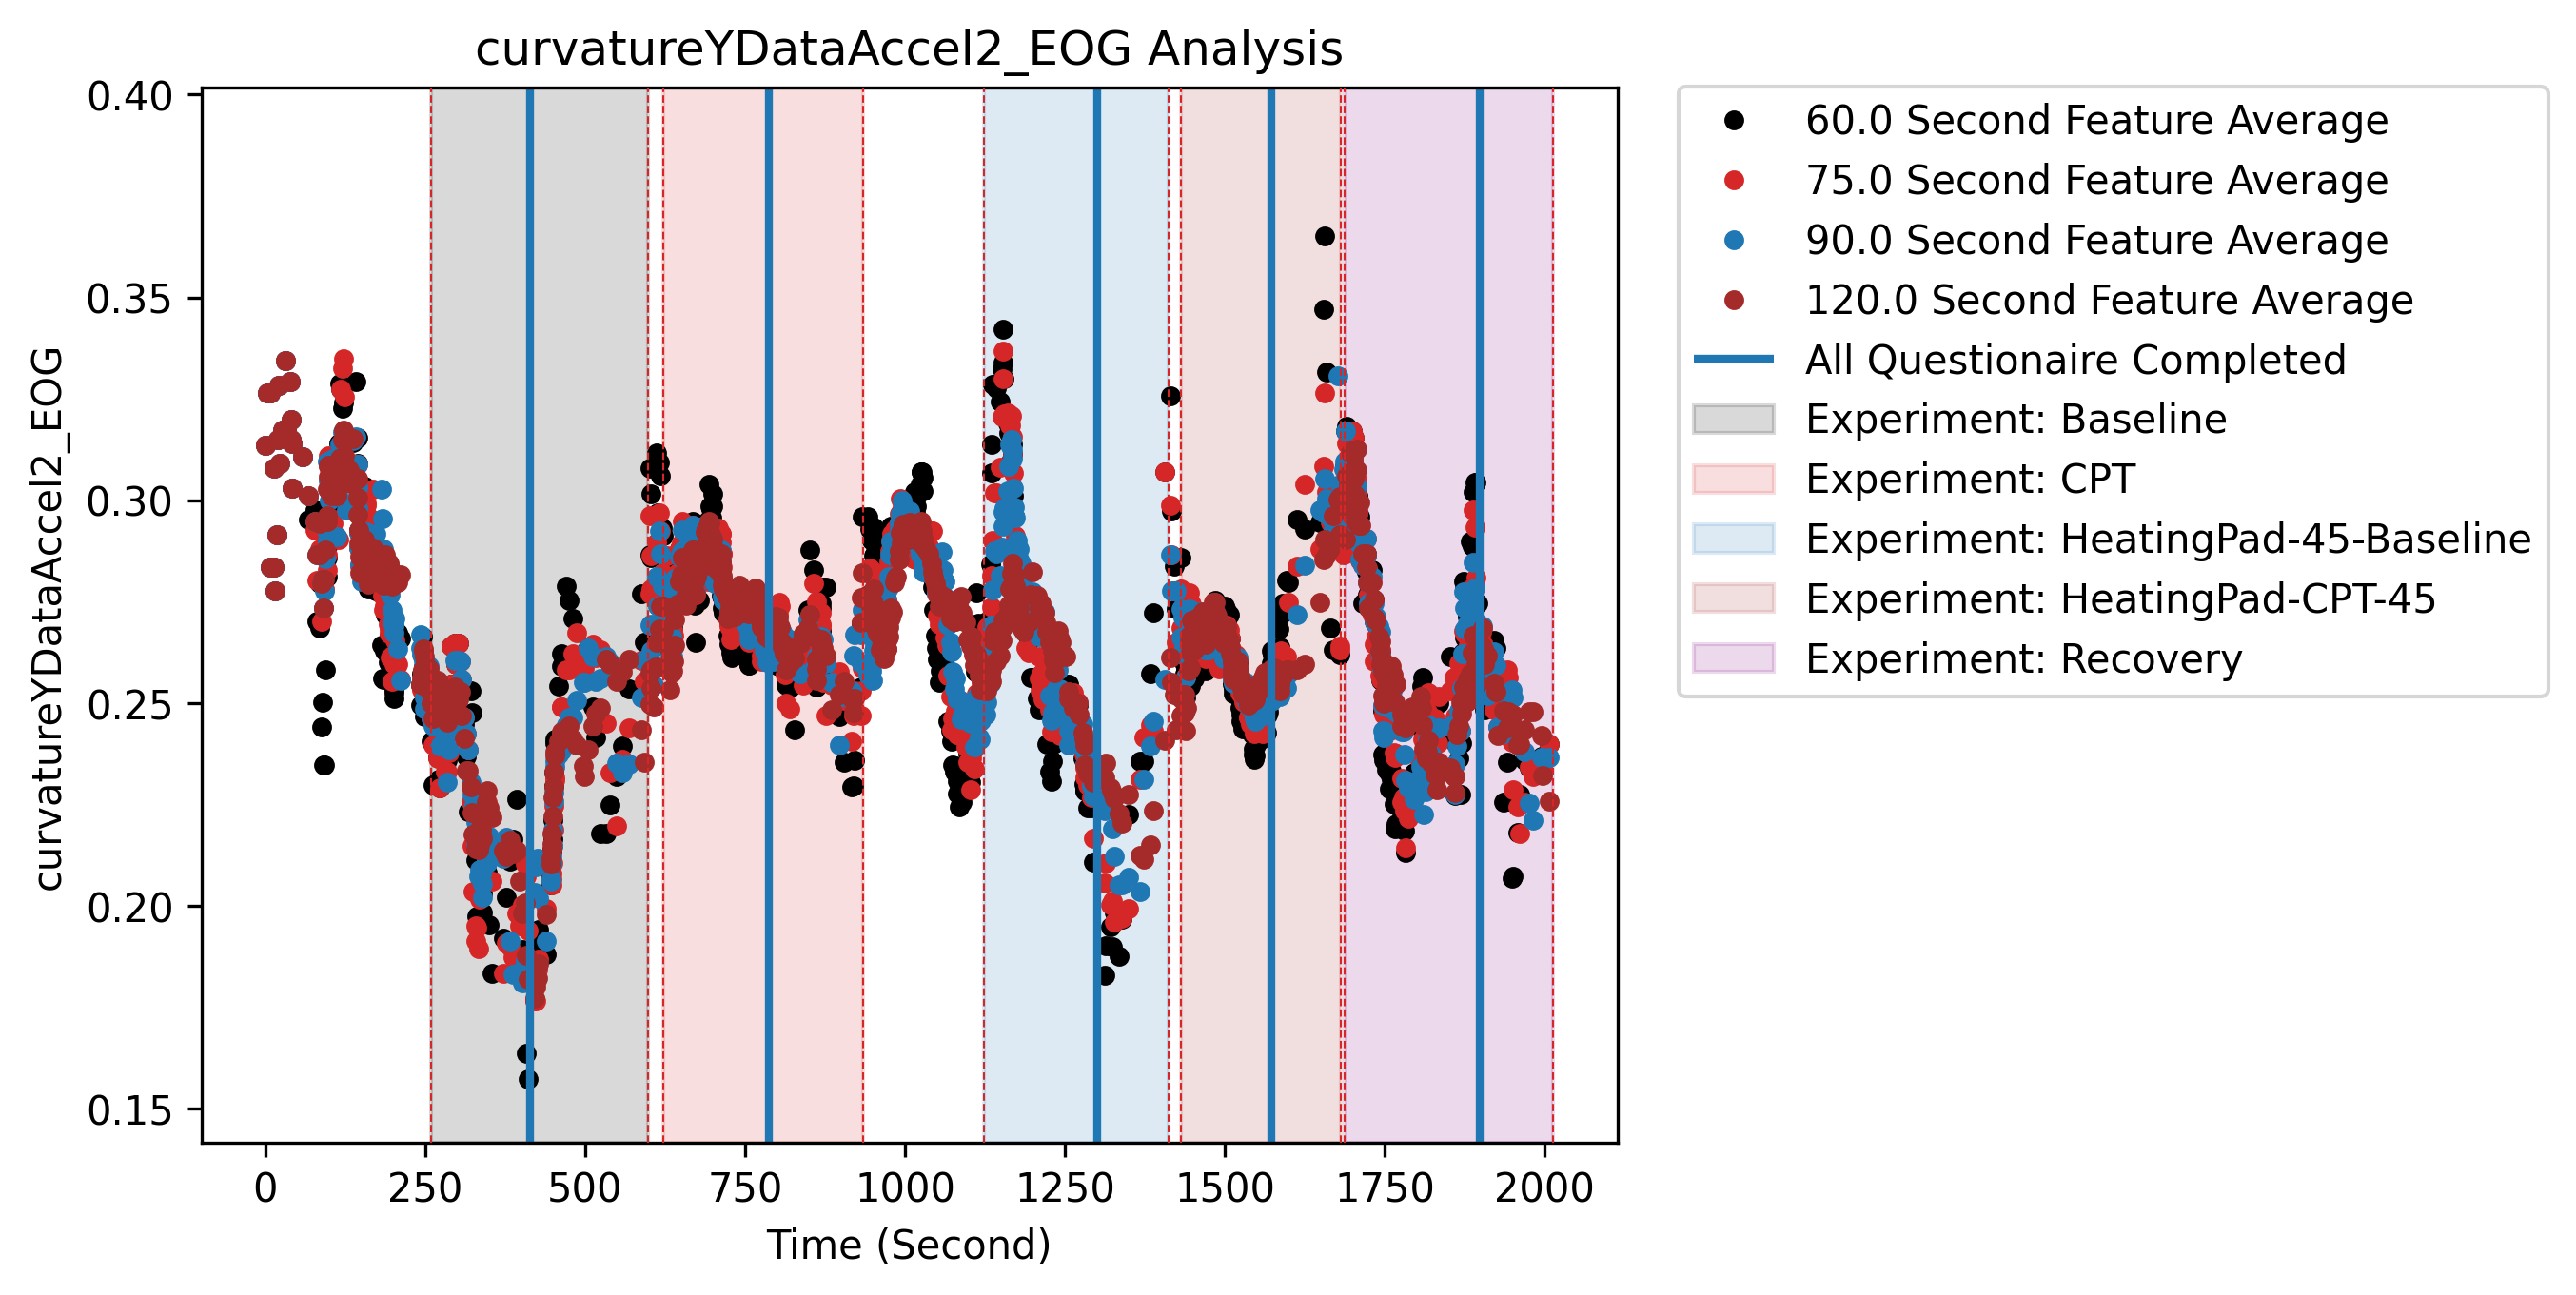 curvatureYDataAccel2_EOG Analysis
curvatureYDataAccel2_EOG
0.40
0.35
0.30
0.25
0.20
0.15
0 250 500 750 1000 1250 1500 1750 2000
Time (Second)
60.0 Second Feature Average
75.0 Second Feature Average
90.0 Second Feature Average
120.0 Second Feature Average
All Questionaire Completed
Experiment: Baseline
Experiment: CPT
Experiment: HeatingPad-45-Baseline
Experiment: HeatingPad-CPT-45
Experiment: Recovery